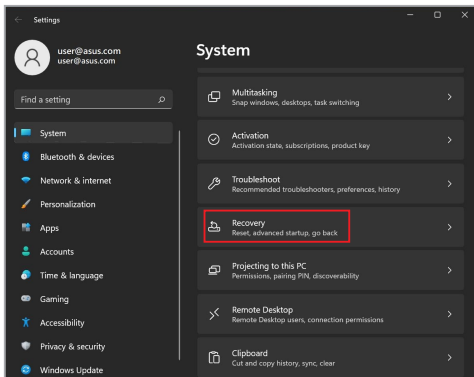 Settings
user@asus.com
user@asus.com
Find a setting
System
Bluetooth & devices
Network & internet
Personalization
Apps
Accounts
Time & language
Gaming
Accessibility
Privacy & security
Windows Update
System
Multitasking
Snap windows, desktops, task switching
Activation
Activation state, subscriptions, product key
Troubleshoot
Recommended troubleshooters, preferences, history
Recovery
Reset, advanced startup, go back
Projecting to this PC
Permissions, pairing PIN, discoverability
Remote Desktop
Remote Desktop users, connection permissions
Clipboard
Cut and copy history, sync, clear